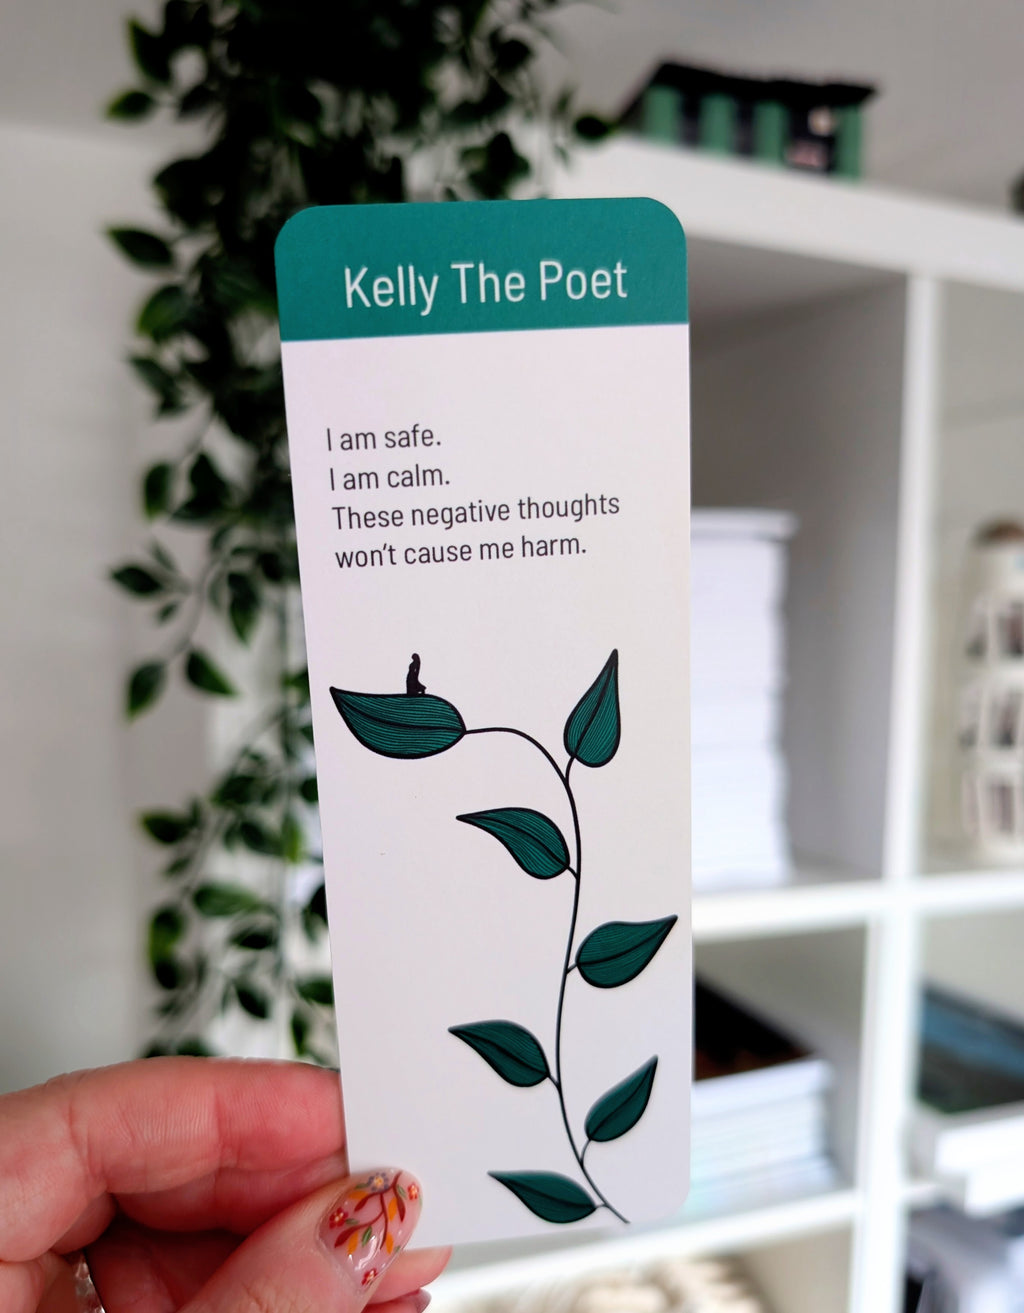 Kelly The Poet
I am safe.
I am calm.
These negative thoughts
won't cause me harm.